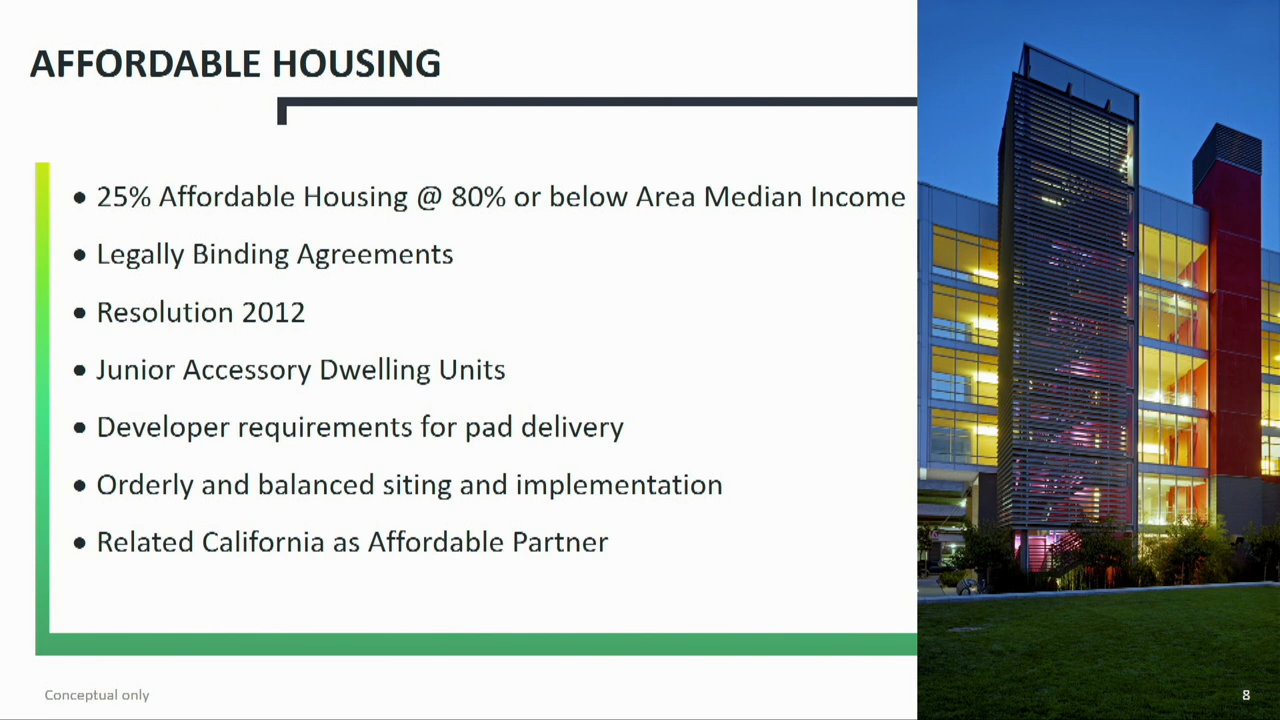 AFFORDABLE HOUSING
• 25% Affordable Housing @ 80% or below Area Median Income
• Legally Binding Agreements
• Resolution 2012
• Junior Accessory Dwelling Units
• Developer requirements for pad delivery
• Orderly and balanced siting and implementation
• Related California as Affordable Partner
Conceptual only
8